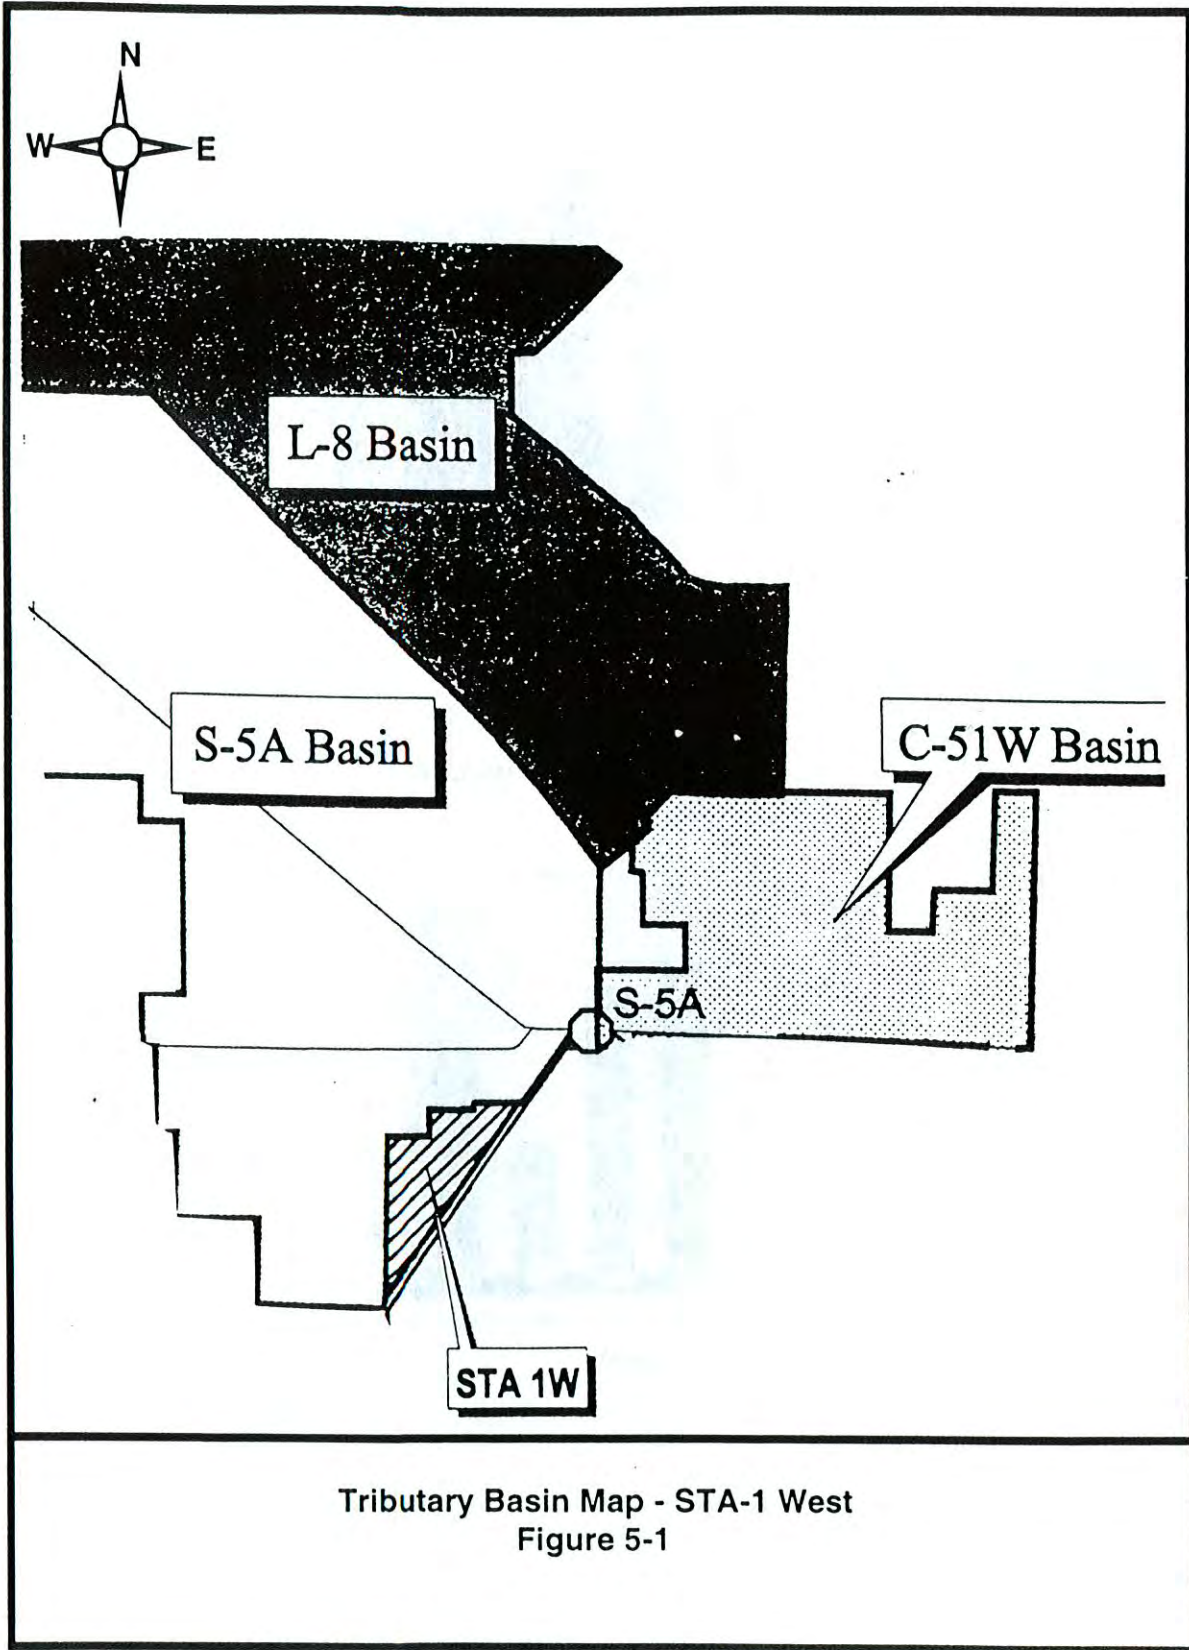 N
W
E
L-8 Basin
S-5A Basin
C-51W Basin
S-5A
STA 1W
Tributary Basin Map - STA-1 West
Figure 5-1